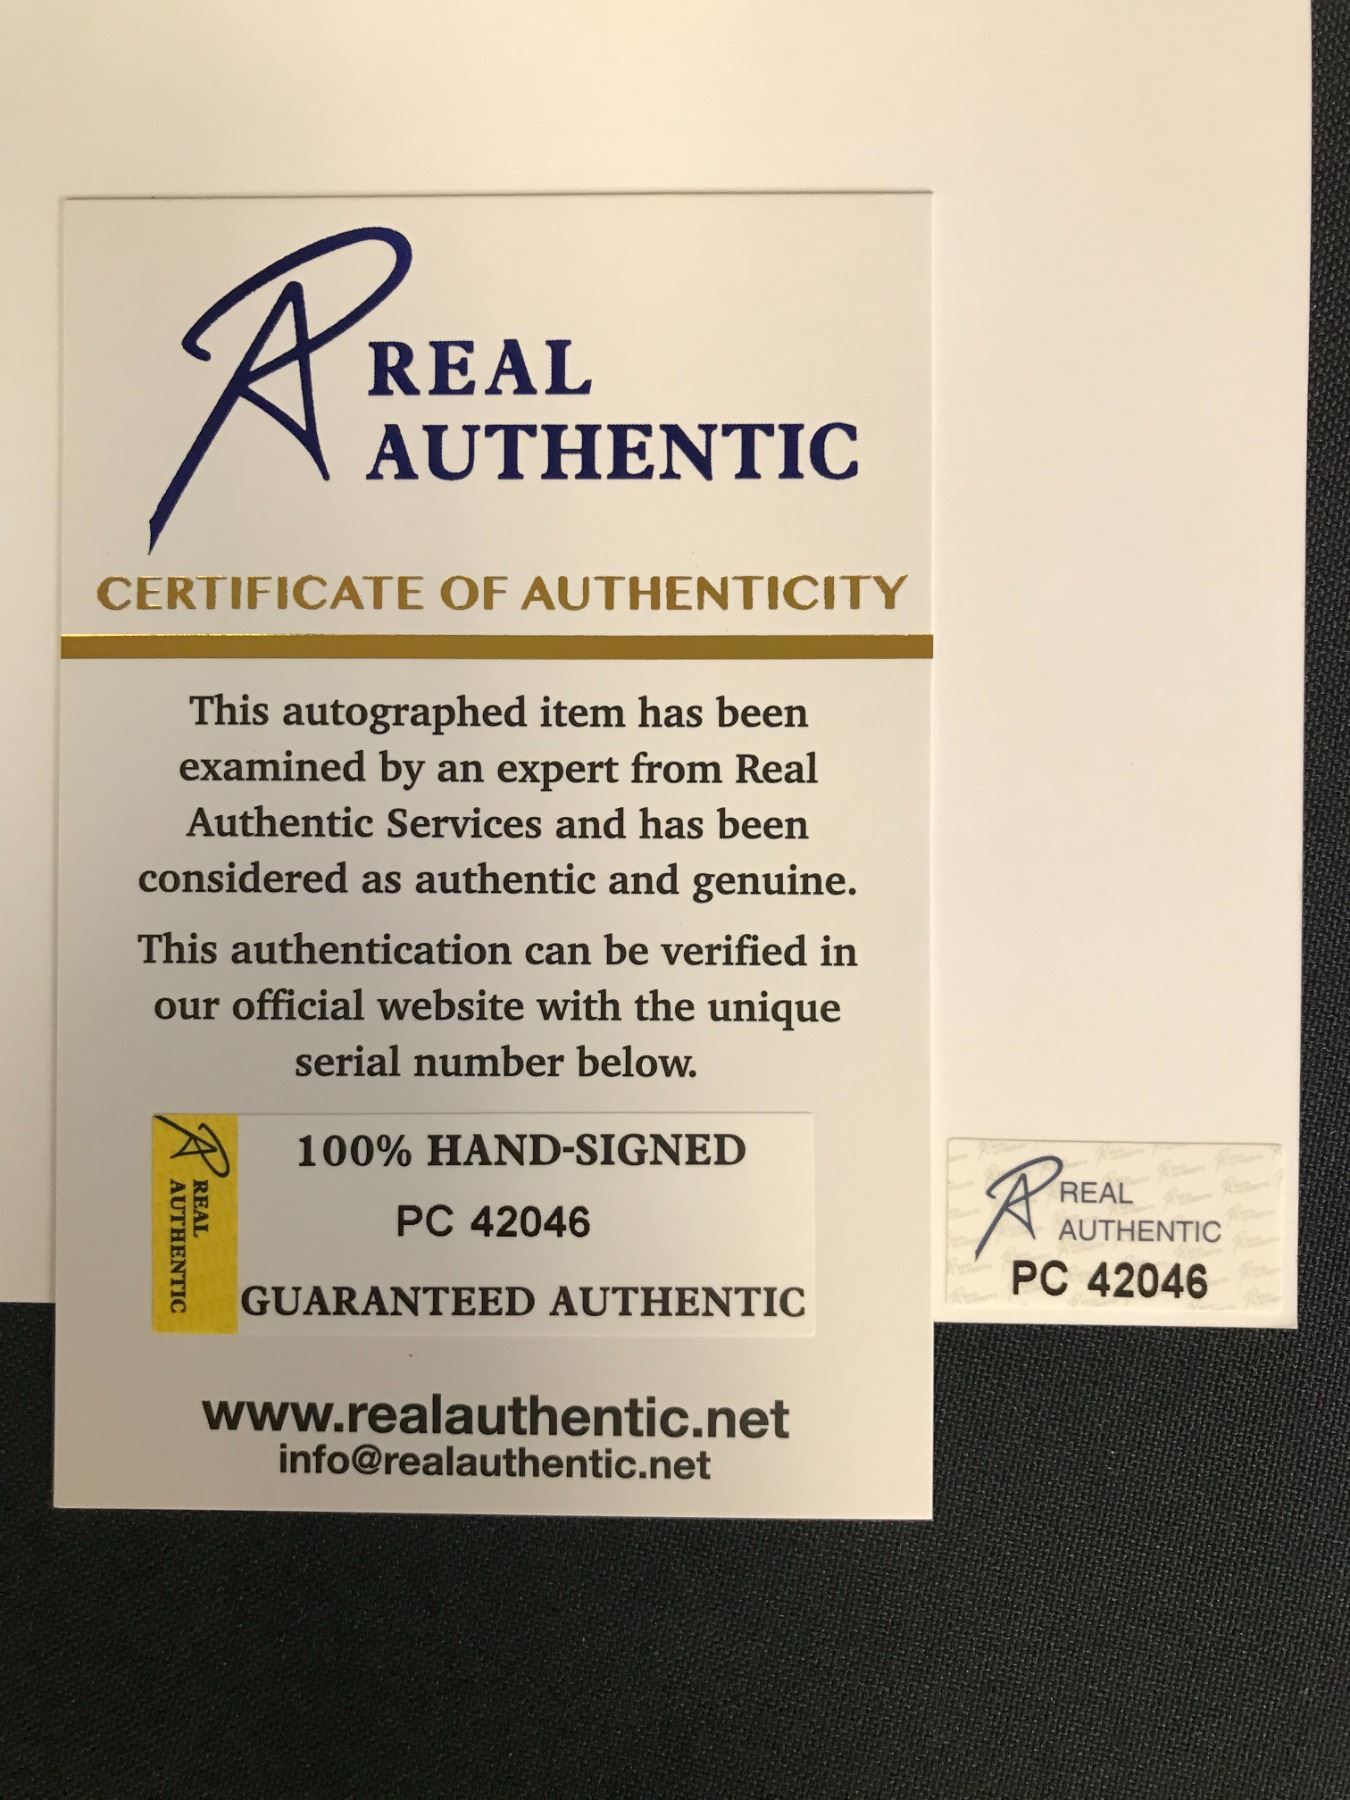 REAL
AUTHENTIC
CERTIFICATE OF AUTHENTICITY
This autographed item has been
examined by an expert from Real
Authentic Services and has been
considered as authentic and genuine.
This authentication can be verified in
our official website with the unique
serial number below.
REAL
AUTHENTIC
100% HAND-SIGNED
PC 42046
GUARANTEED AUTHENTIC
www.realauthentic.net
info@realauthentic.net
REAL
AUTHENTIC
PC 42046